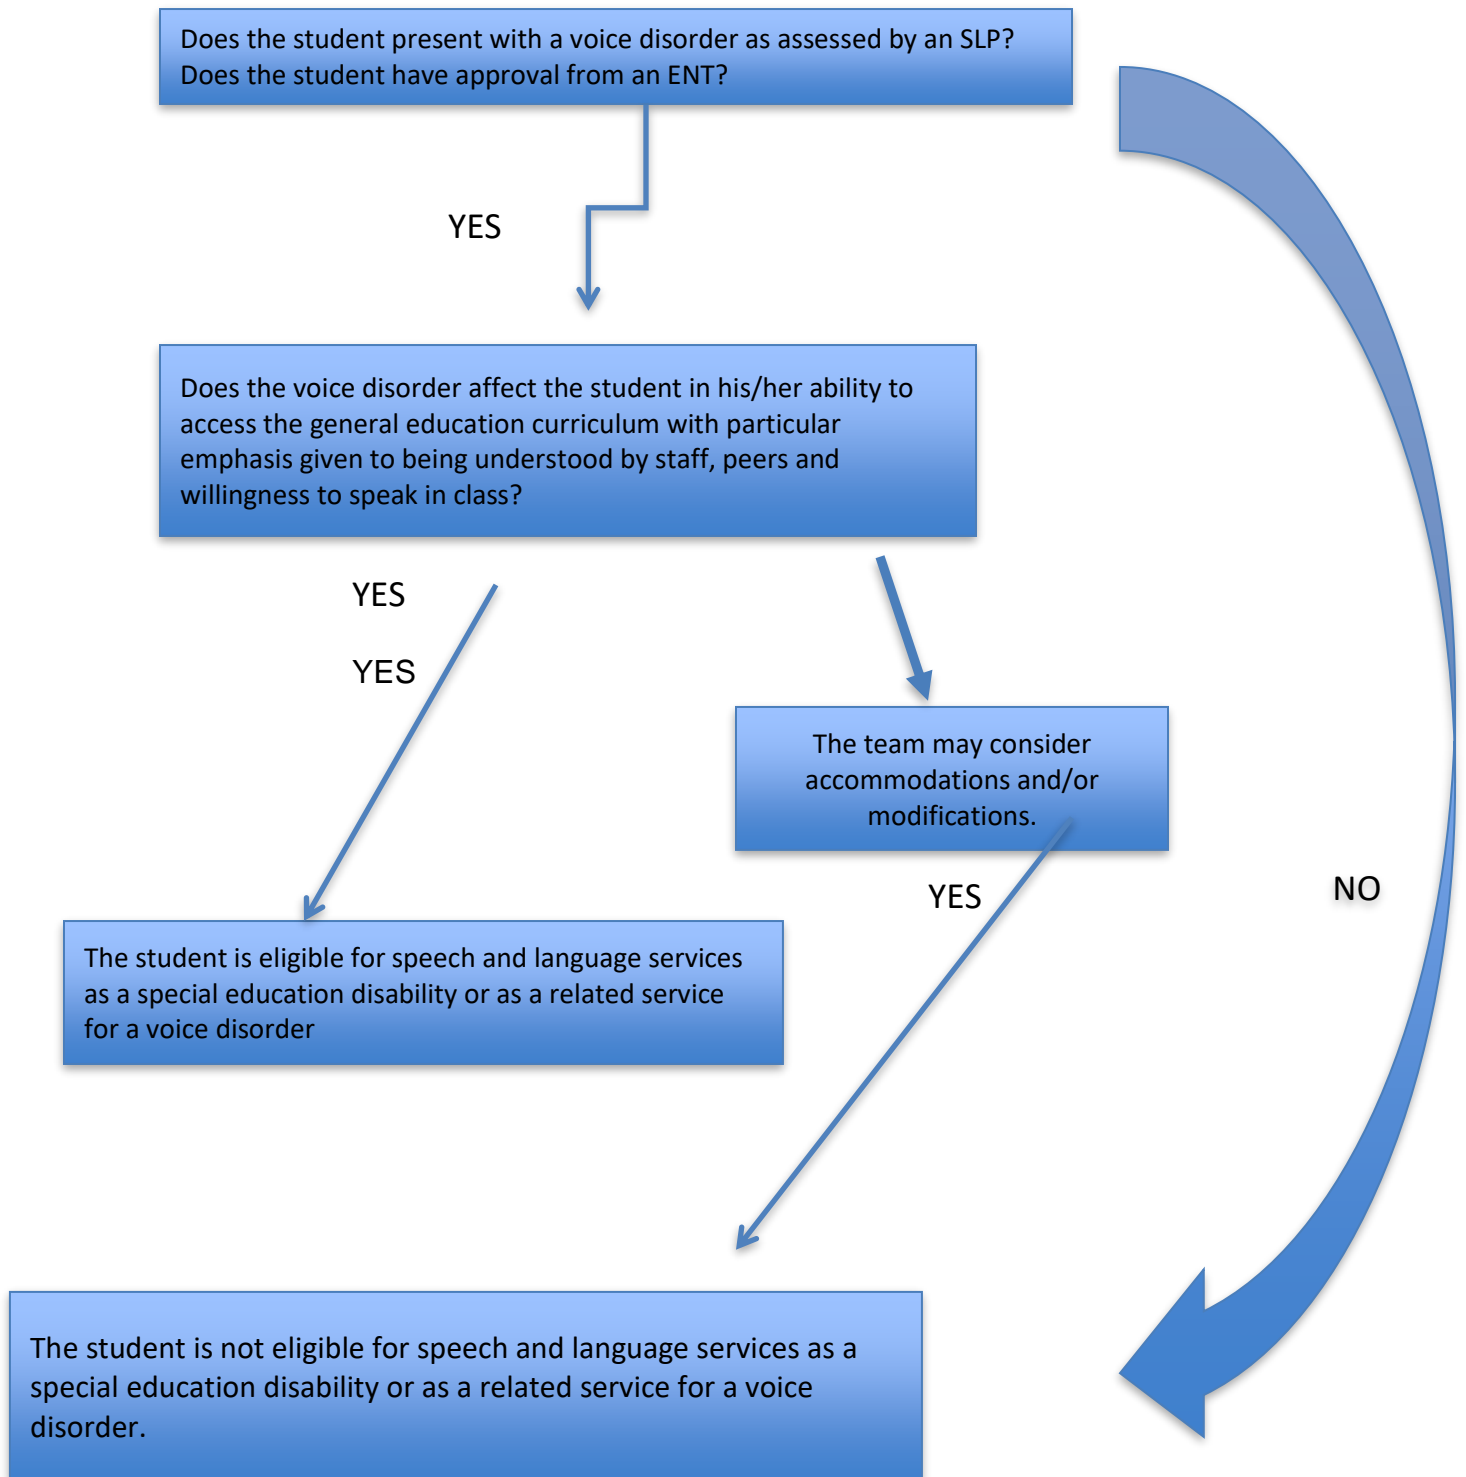 Does the student present with a voice disorder as assessed by an SLP?
Does the student have approval from an ENT?
YES
Does the voice disorder affect the student in his/her ability to
access the general education curriculum with particular
emphasis given to being understood by staff, peers and
willingness to speak in class?
YES
YES
The team may consider
accommodations and/or
modifications.
YES
NO
The student is eligible for speech and language services
as a special education disability or as a related service
for a voice disorder
The student is not eligible for speech and language services as a
special education disability or as a related service for a voice
disorder.